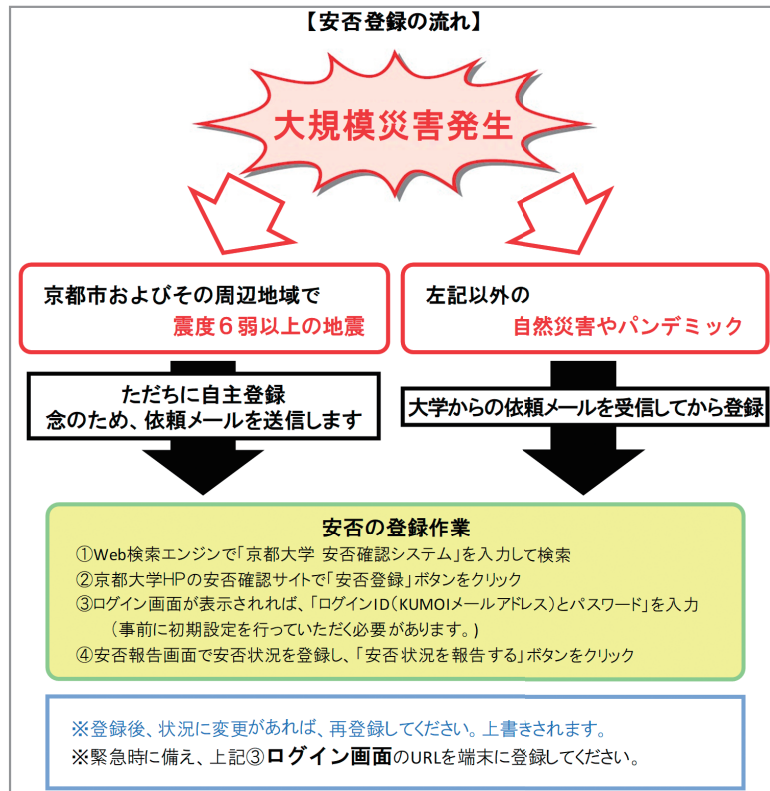 【安否登録の流れ】
大規模災害発生
京都市およびその周辺地域で
震度6弱以上の地震
左記以外の
自然災害やパンデミック
ただちに自主登録
念のため、依頼メールを送信します
大学からの依頼メールを受信してから登録
安否の登録作業
①Web検索エンジンで「京都大学 安否確認システム」を入力して検索
②京都大学HPの安否確認サイトで「安否登録」ボタンをクリック
③ログイン画面が表示されれば、「ログインID(KUMOIメールアドレス)とパスワード」を入力
(事前に初期設定を行っていただく必要があります。)
④安否報告画面で安否状況を登録し、「安否状況を報告する」ボタンをクリック
※登録後、状況に変更があれば、再登録してください。上書きされます。
※緊急時に備え、上記③ログイン画面のURLを端末に登録してください。